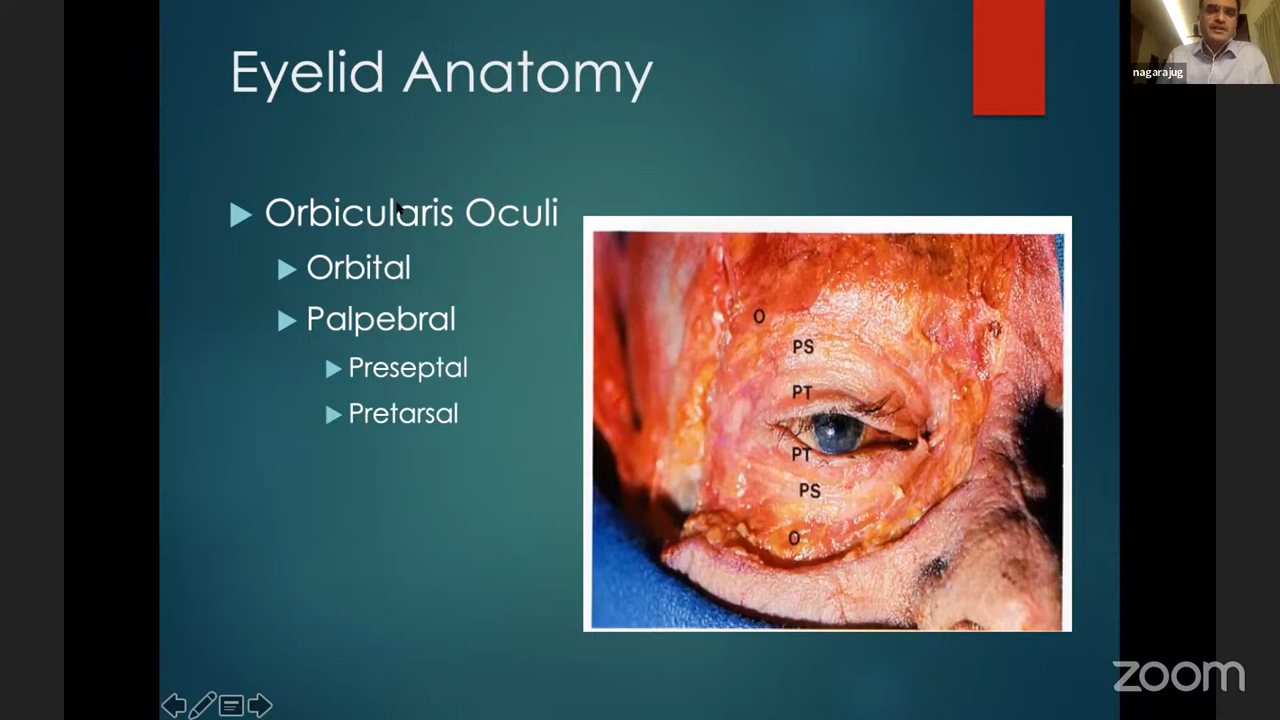 Eyelid Anatomy
nagarajug
Orbicularis Oculi
Orbital
Palpebral
Preseptal
Pretarsal
O
PS
PT
PT
PS
O
zoom